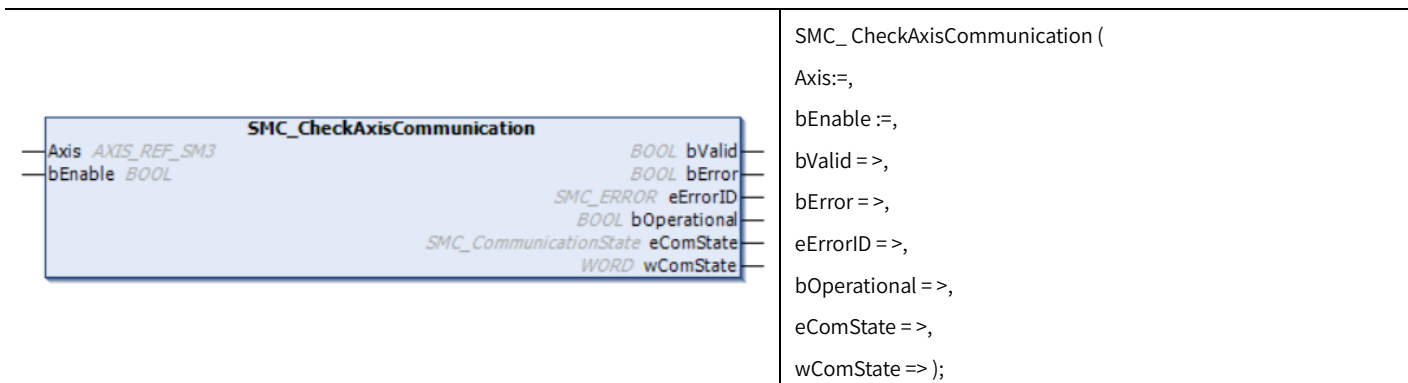 SMC_CheckAxisCommunication
Axis AXIS_REF_SM3
bEnable BOOL
BOOL bValid
BOOL bError
SMC_ERROR eErrorID
BOOL bOperational
SMC_CommunicationState eComState
WORD wComState
SMC_ CheckAxisCommunication (
Axis:=,
bEnable :=,
bValid = >,
bError = >,
eErrorID = >,
bOperational = >,
eComState = >,
wComState => );